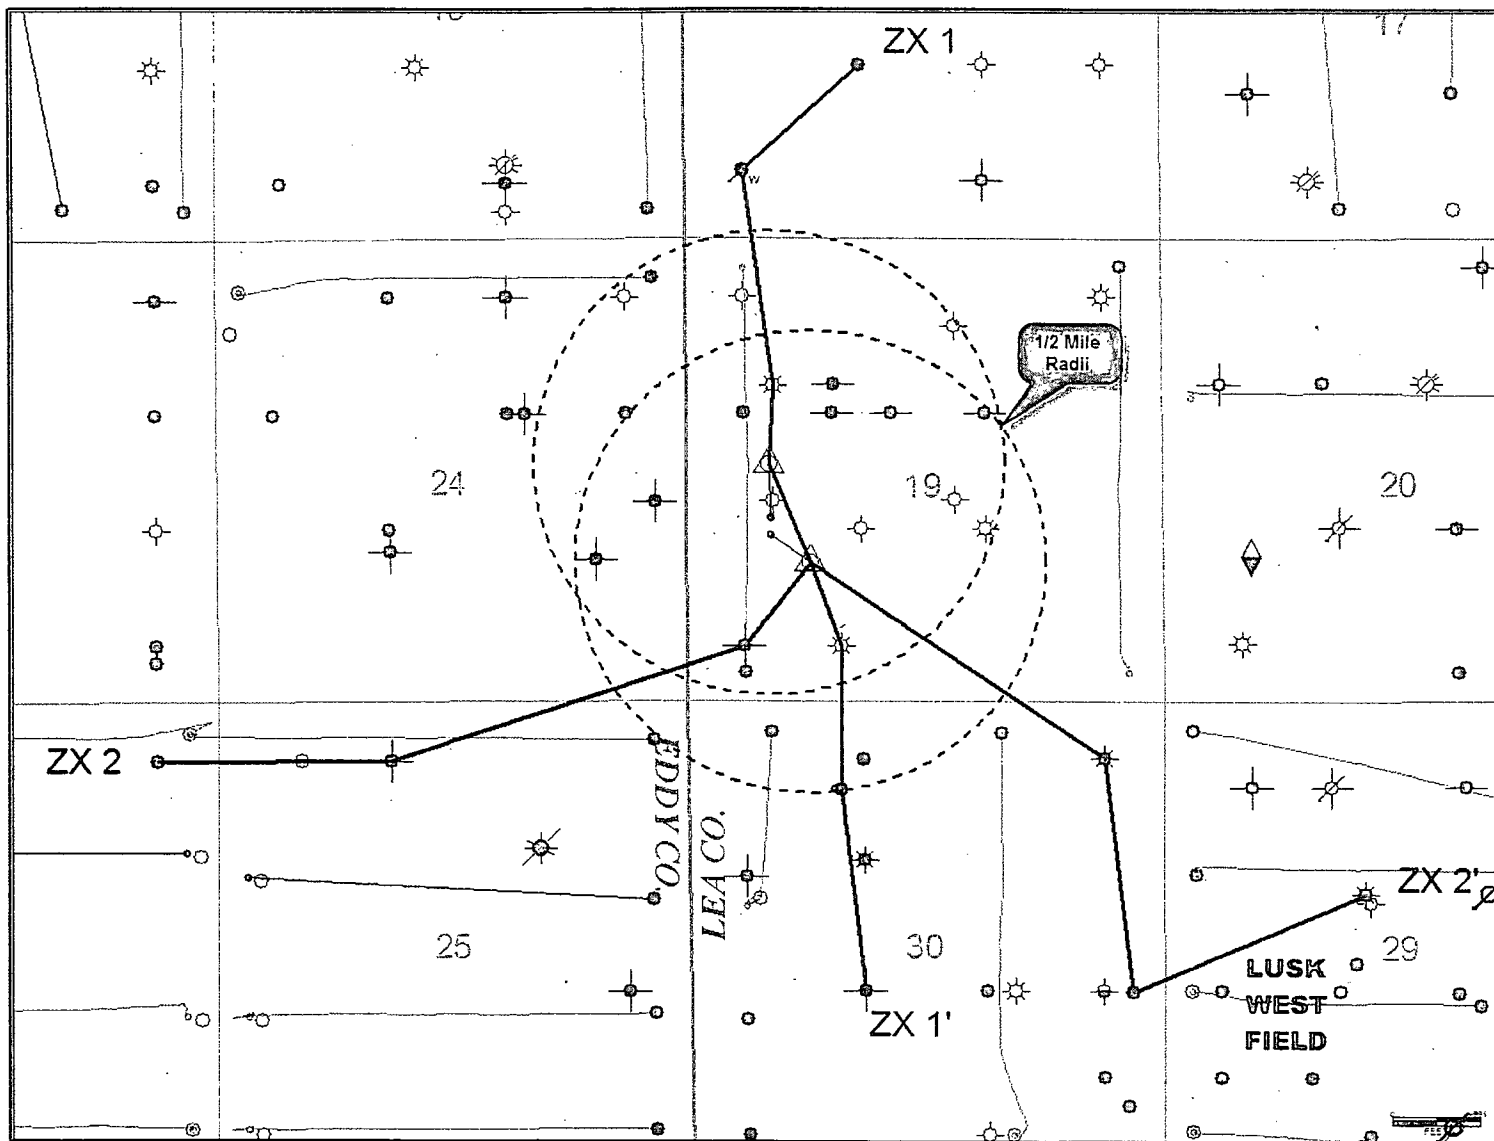 ZX 1
17
W
1/2 Mile
Radii
S
24
19
20
ZX 2
EDDY CO.
LEA CO.
ZX 2'
25
30
29
LUSK
WEST
FIELD
ZX 1'